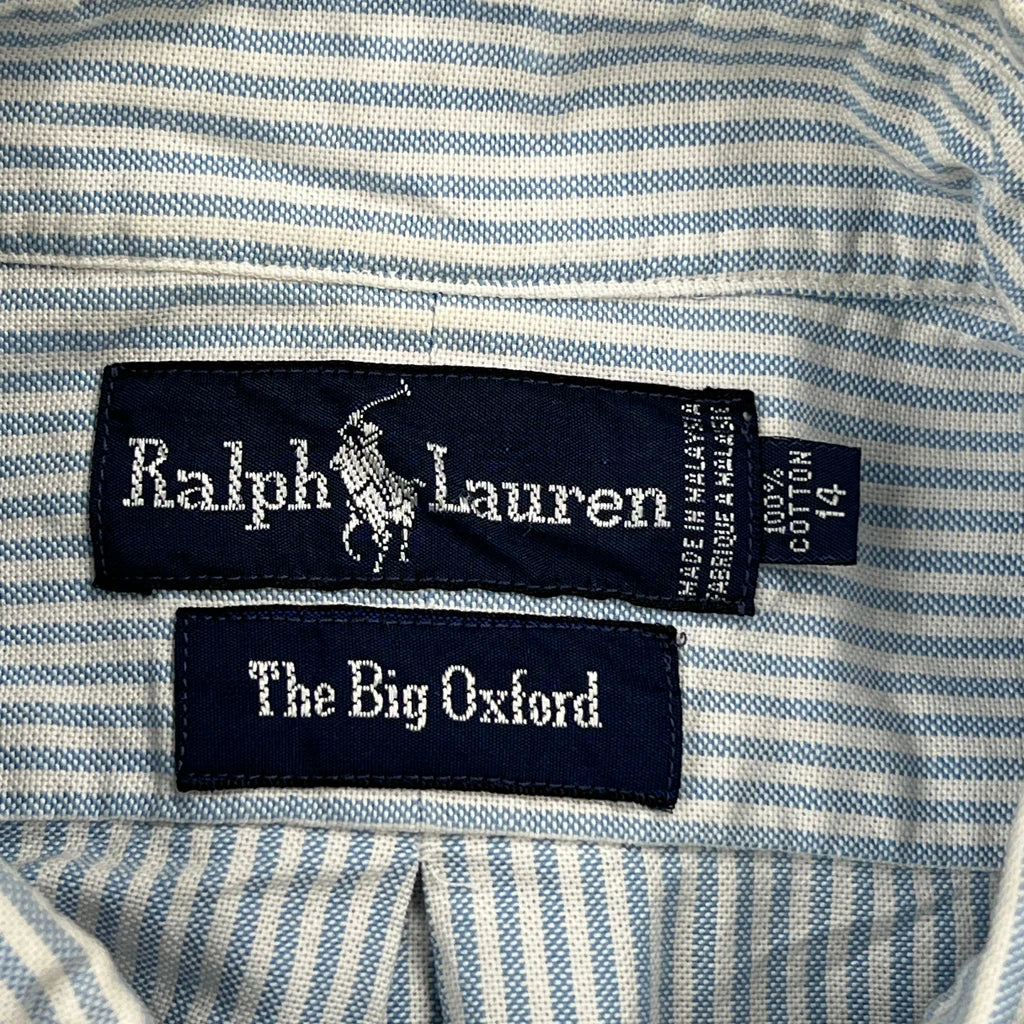 Ralph Lauren
MADE IN MALAYSIA
FABRIQUE A MALAISIE
100%
COTTON
14
The Big Oxford